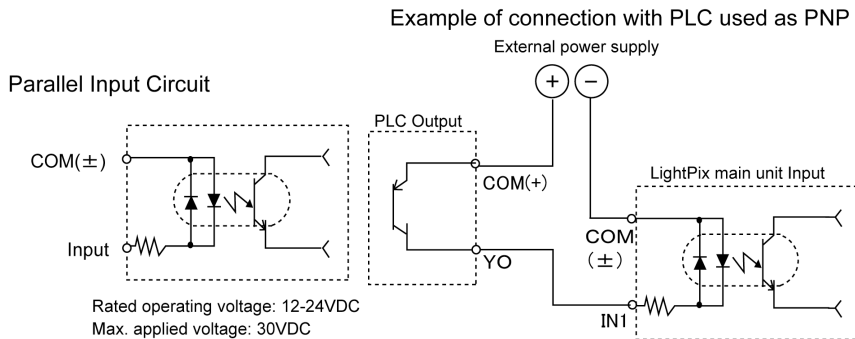 Example of connection with PLC used as PNP
External power supply
+ −
Parallel Input Circuit
PLC Output
COM(±)
COM(+)
LightPix main unit Input
Input
YO
COM
(±)
IN1
Rated operating voltage: 12-24VDC
Max. applied voltage: 30VDC